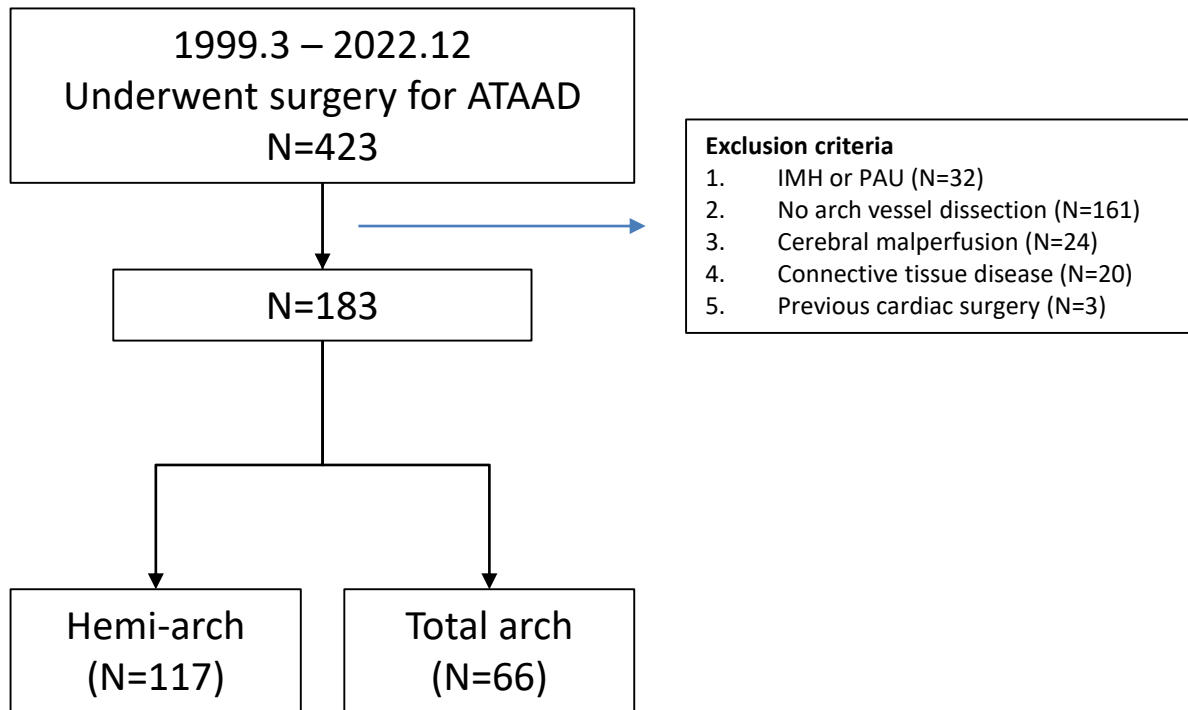 1999.3 – 2022.12
Underwent surgery for ATAAD
N=423
Exclusion criteria
1. IMH or PAU (N=32)
2. No arch vessel dissection (N=161)
3. Cerebral malperfusion (N=24)
4. Connective tissue disease (N=20)
5. Previous cardiac surgery (N=3)
N=183
Hemi-arch
(N=117)
Total arch
(N=66)